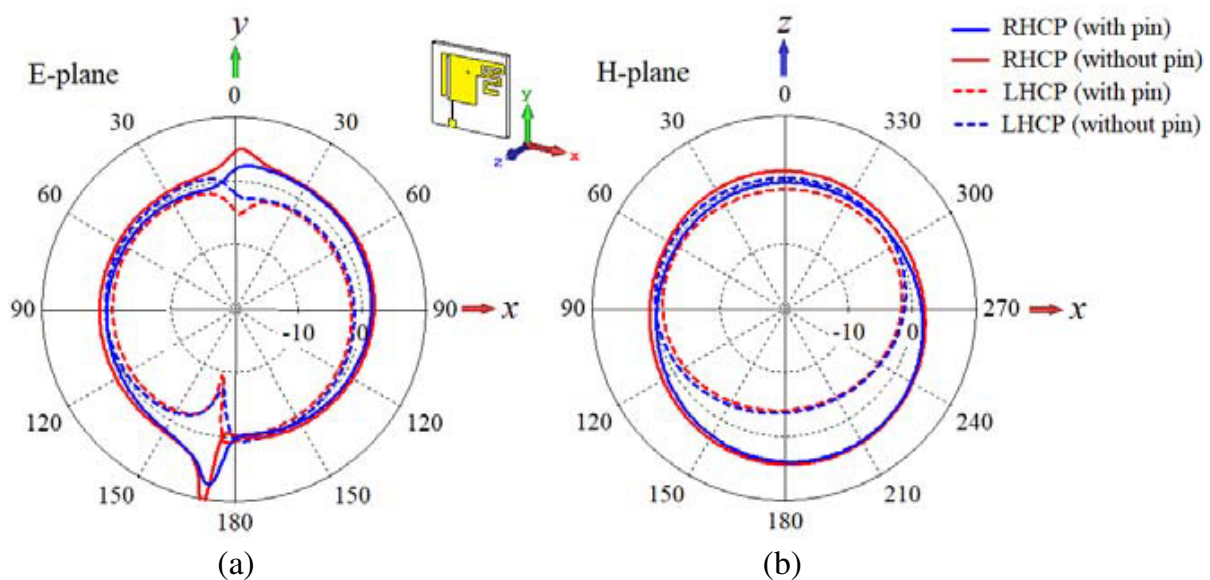 y
z
E-plane
H-plane
RHCP (with pin)
RHCP (without pin)
LHCP (with pin)
LHCP (without pin)
y
z
x
0
30
30
60
60
90
-10
0
90
x
120
120
150
150
180
0
30
330
60
300
90
-10
0
270
x
120
240
150
210
180
(a)
(b)